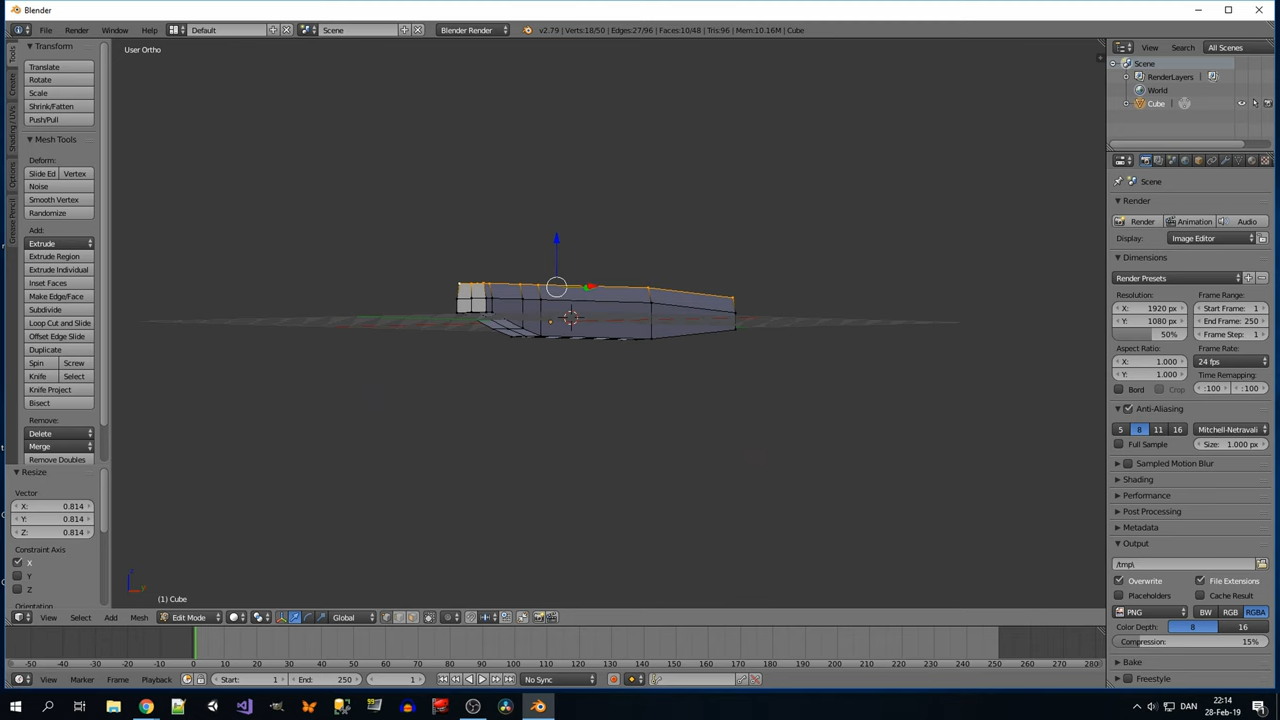 Blender
File Render Window Help Default Scene Blender Render v2.79 | Verts:18/50 | Edges:27/96 | Faces:10/48 | Tris:96 | Mem:10.16M | Cube
User Ortho
Tools
Create
Shading / UVs
Options
Grease Pencil
Transform
Translate
Rotate
Scale
Shrink/Fatten
Push/Pull
Mesh Tools
Deform:
Slide Ed Vertex
Noise
Smooth Vertex
Randomize
Add:
Extrude
Extrude Region
Extrude Individual
Inset Faces
Make Edge/Face
Subdivide
Loop Cut and Slide
Offset Edge Slide
Duplicate
Spin Screw
Knife Select
Knife Project
Bisect
Remove:
Delete
Merge
Remove Doubles
Resize
Vector
X: 0.814
Y: 0.814
Z: 0.814
Constraint Axis
X
Y
Z
Orientation
z
y
(1) Cube
View Select Add Mesh Edit Mode Global
View Search All Scenes
Scene
RenderLayers
World
Cube
Scene
Render
Render Animation Audio
Display: Image Editor
Dimensions
Render Presets
Resolution: Frame Range:
X: 1920 px Start Frame: 1
Y: 1080 px End Frame: 250
50% Frame Step: 1
Aspect Ratio: Frame Rate:
X: 1.000 24 fps
Y: 1.000 Time Remapping:
Bord Crop :100 :100
Anti-Aliasing
5 8 11 16 Mitchell-Netravali
Full Sample Size: 1.000 px
Sampled Motion Blur
Shading
Performance
Post Processing
Metadata
Output
/tmp\
Overwrite File Extensions
Placeholders Cache Result
PNG BW RGB RGBA
Color Depth: 8 16
Compression: 15%
Bake
Freestyle
-50 -40 -30 -20 -10 0 10 20 30 40 50 60 70 80 90 100 110 120 130 140 150 160 170 180 190 200 210 220 230 240 250 260 270 280
View Marker Frame Playback Start: 1 End: 250 1 No Sync
DAN 22:14
28-Feb-19